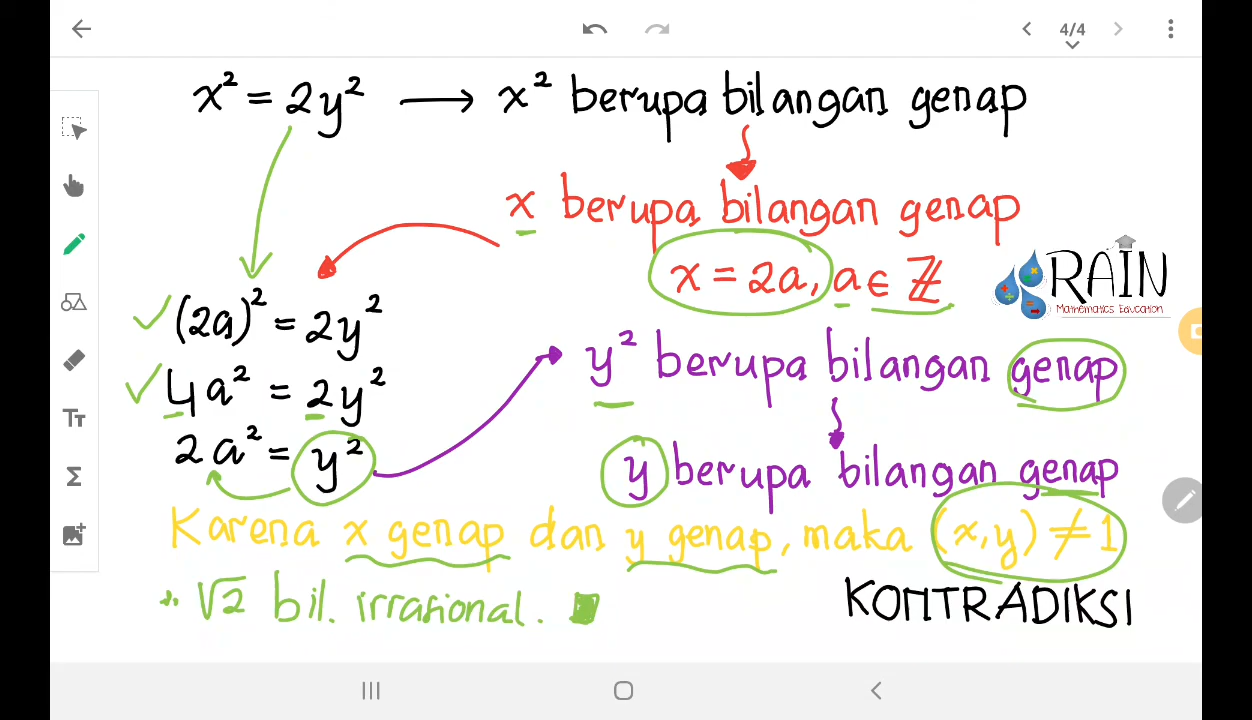 4/4
x² = 2y² → x² berupa bilangan genap
x berupa bilangan genap
x = 2a, a ∈ ℤ
RAIN
Mathematics Education
(2a)² = 2y²
y² berupa bilangan genap
4a² = 2y²
2a² = y²
y berupa bilangan genap
Karena x genap dan y genap, maka (x,y) ≠ 1
∴ √2 bil. irrasional.
KONTRADIKSI